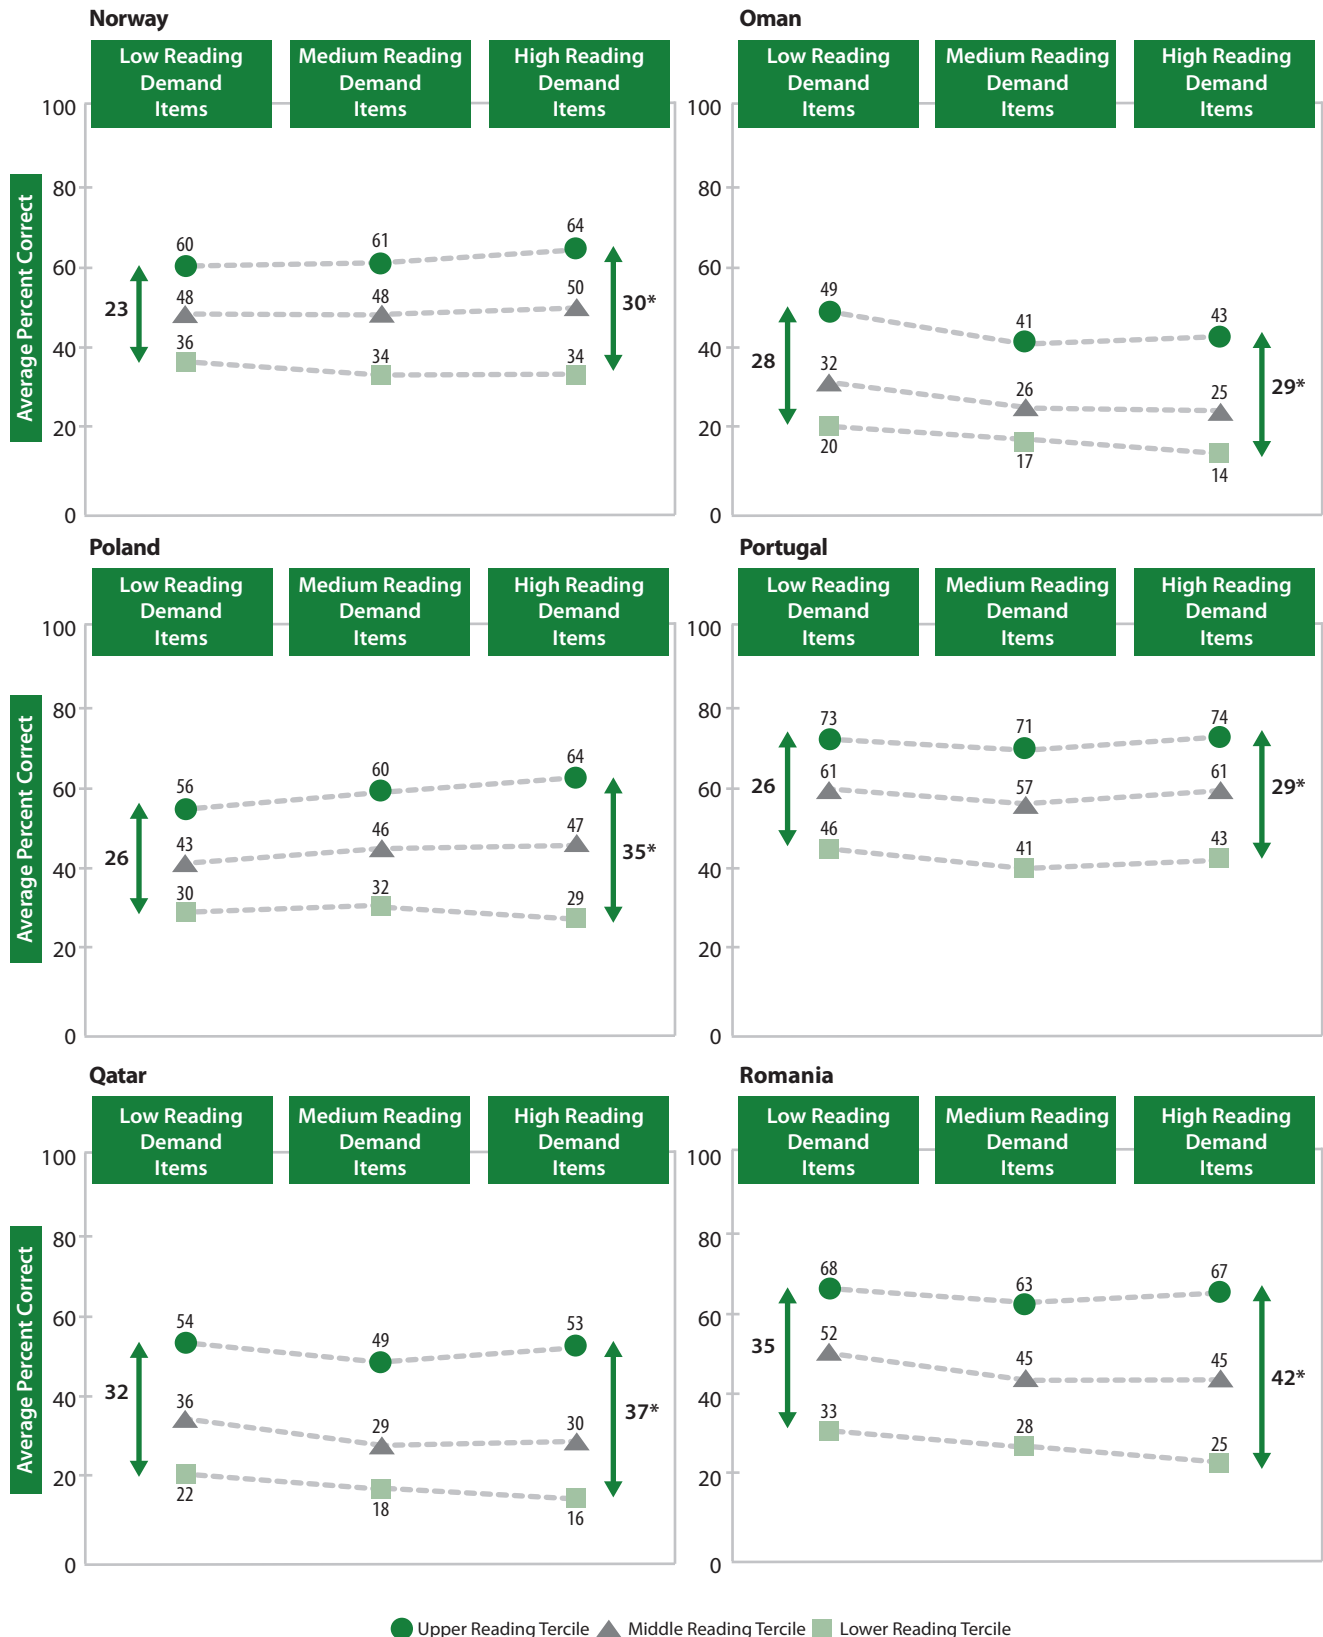 Norway
Low Reading
Demand
Items
Medium Reading
Demand
Items
High Reading
Demand
Items
Average Percent Correct
100
80
60
40
20
0
60
61
64
48
48
50
36
34
34
23
30*
Oman
Low Reading
Demand
Items
Medium Reading
Demand
Items
High Reading
Demand
Items
100
80
60
40
20
0
49
41
43
32
26
25
20
17
14
28
29*
Poland
Low Reading
Demand
Items
Medium Reading
Demand
Items
High Reading
Demand
Items
Average Percent Correct
100
80
60
40
20
0
56
60
64
43
46
47
30
32
29
26
35*
Portugal
Low Reading
Demand
Items
Medium Reading
Demand
Items
High Reading
Demand
Items
100
80
60
40
20
0
73
71
74
61
57
61
46
41
43
26
29*
Qatar
Low Reading
Demand
Items
Medium Reading
Demand
Items
High Reading
Demand
Items
Average Percent Correct
100
80
60
40
20
0
54
49
53
36
29
30
22
18
16
32
37*
Romania
Low Reading
Demand
Items
Medium Reading
Demand
Items
High Reading
Demand
Items
100
80
60
40
20
0
68
63
67
52
45
45
33
28
25
35
42*
Upper Reading Tercile Middle Reading Tercile Lower Reading Tercile